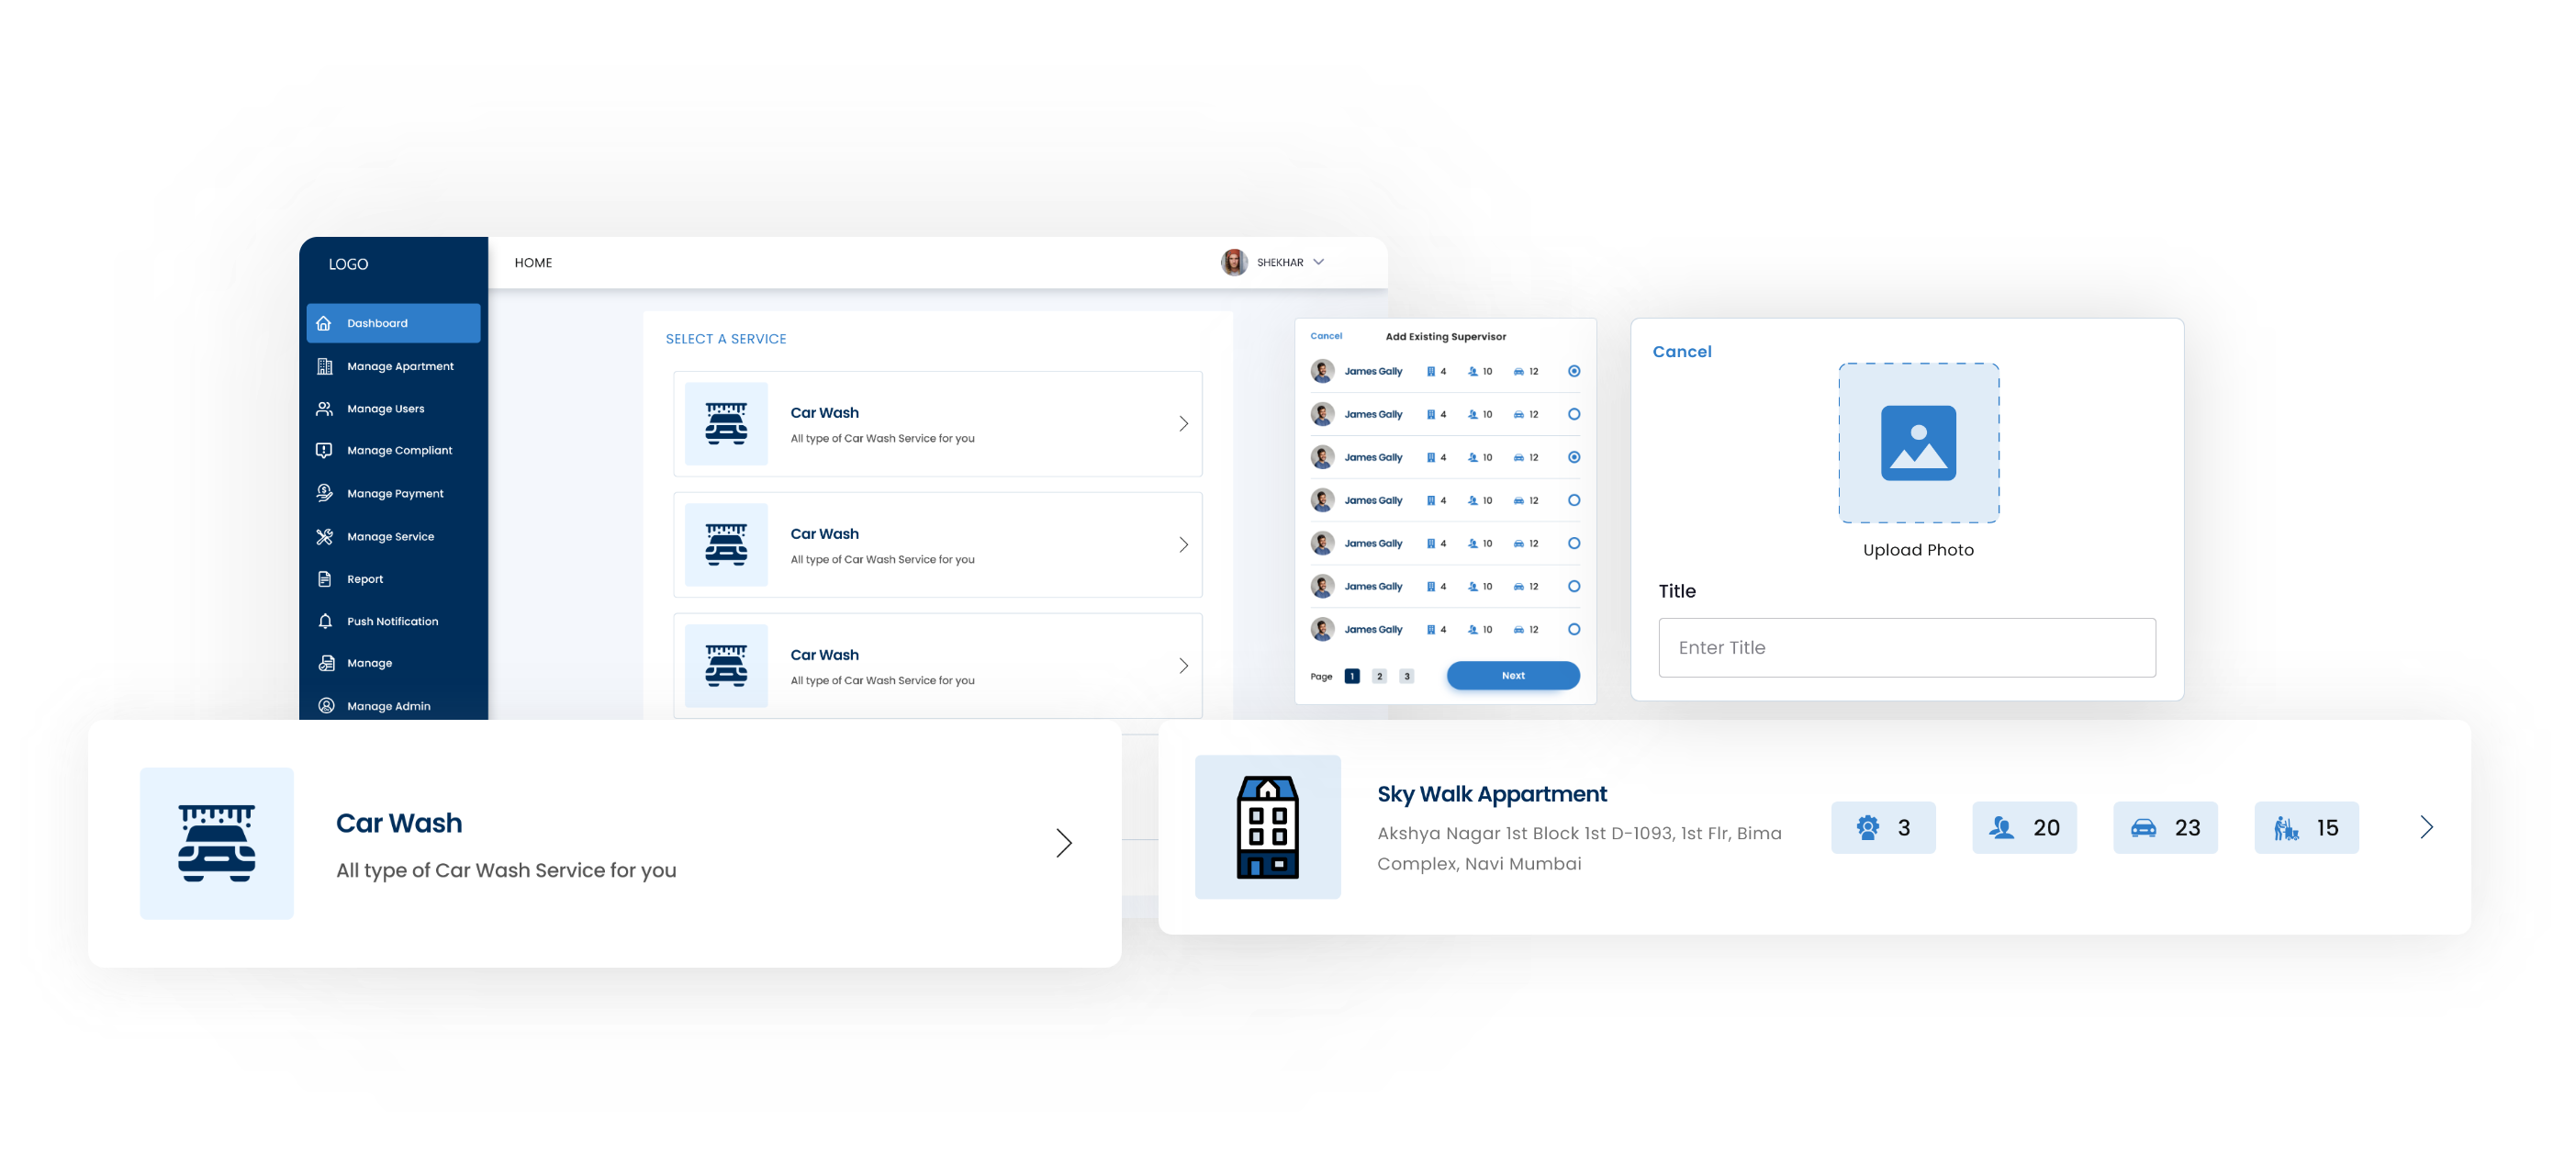 LOGO
Dashboard
Manage Apartment
Manage Users
Manage Compliant
Manage Payment
Manage Service
Report
Push Notification
Manage
Manage Admin
HOME
SHEKHAR
SELECT A SERVICE
Car Wash
All type of Car Wash Service for you
Car Wash
All type of Car Wash Service for you
Car Wash
All type of Car Wash Service for you
Cancel Add Existing Supervisor
James Gally 4 10 12
James Gally 4 10 12
James Gally 4 10 12
James Gally 4 10 12
James Gally 4 10 12
James Gally 4 10 12
James Gally 4 10 12
Page 1 2 3 Next
Cancel
Upload Photo
Title
Enter Title
Car Wash
All type of Car Wash Service for you
Sky Walk Appartment
Akshya Nagar 1st Block 1st D-1093, 1st Flr, Bima
Complex, Navi Mumbai
3 20 23 15